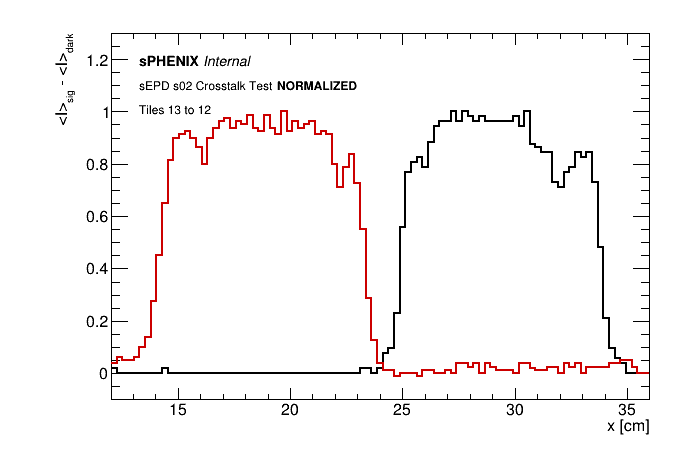 <I>sig - <I>dark
sPHENIX Internal
sEPD s02 Crosstalk Test NORMALIZED
Tiles 13 to 12
1.2
1
0.8
0.6
0.4
0.2
0
15 20 25 30 35
x [cm]